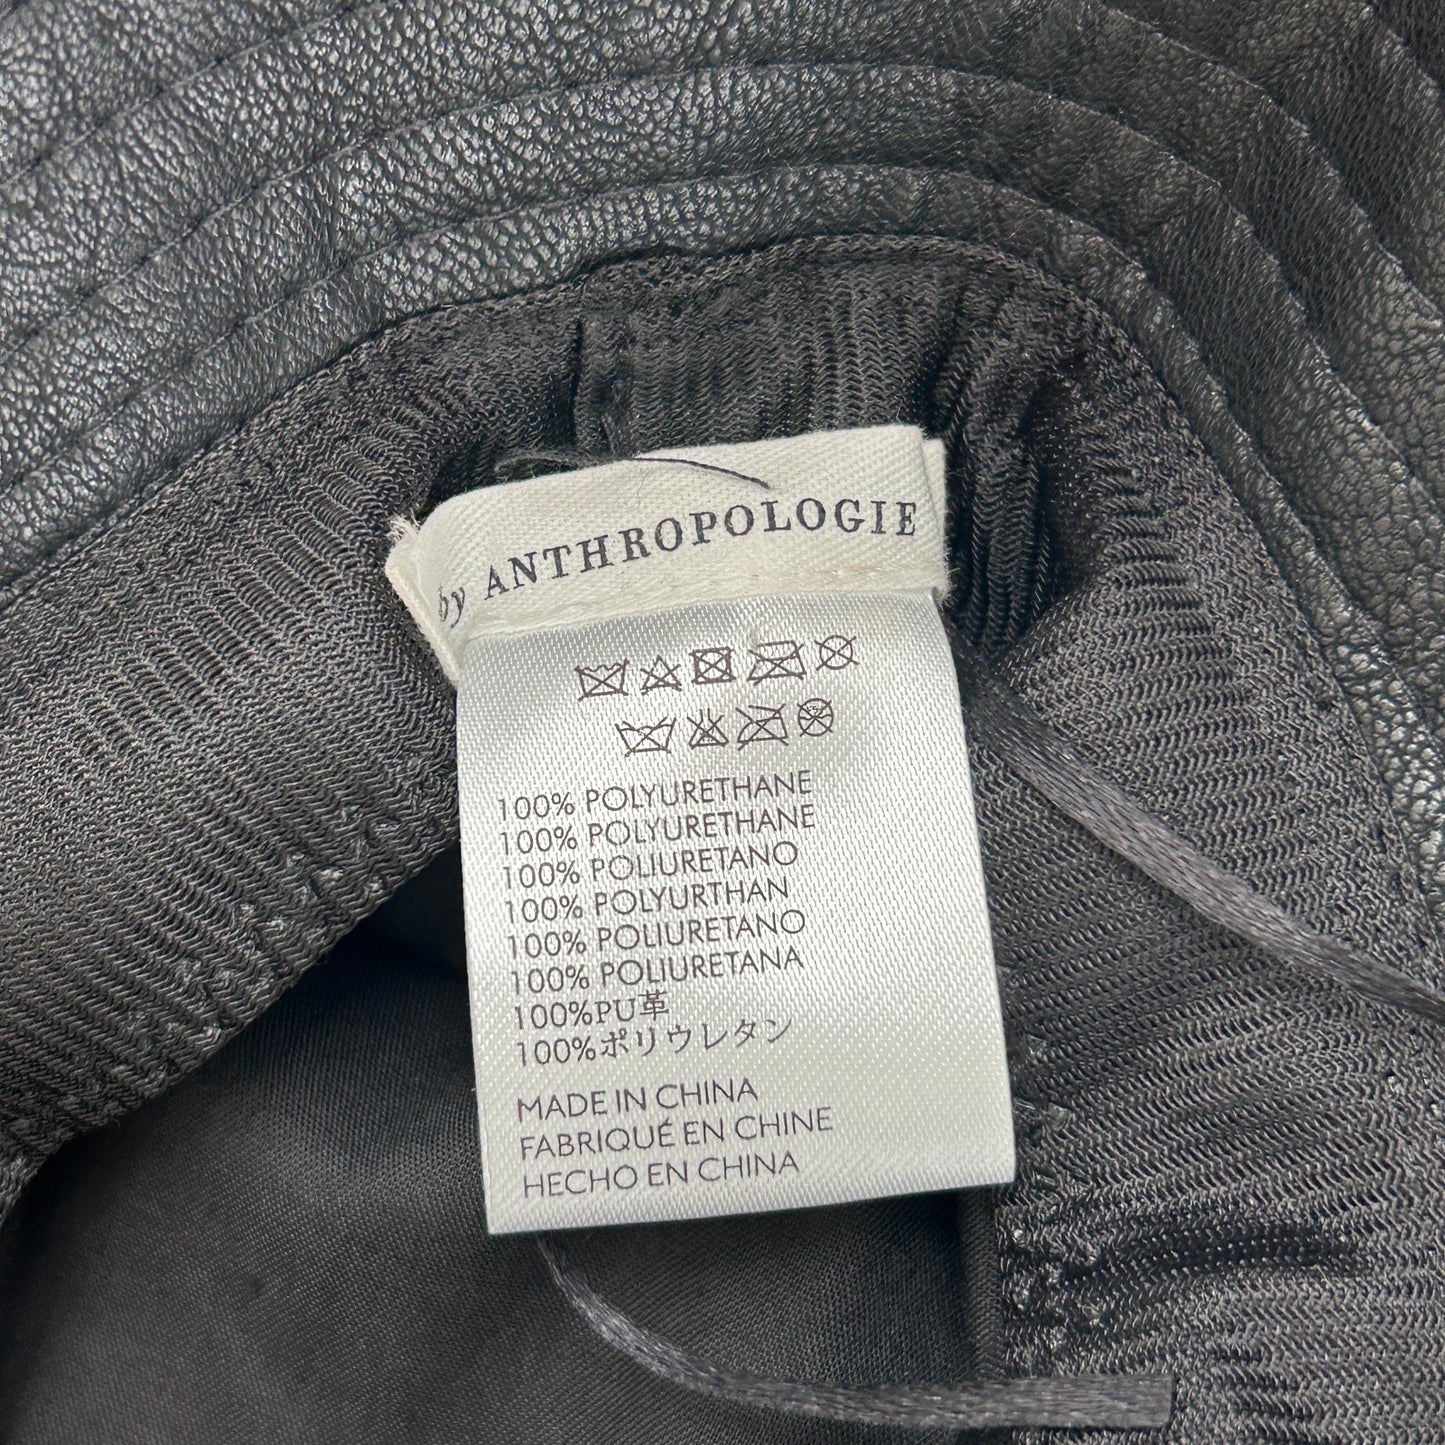 by ANTHROPOLOGIE
100% POLYURETHANE
100% POLYURETHANE
100% POLIURETANO
100% POLYURTHAN
100% POLIURETANO
100% POLIURETANA
100%PU革
100%ポリウレタン
MADE IN CHINA
FABRIQUÉ EN CHINE
HECHO EN CHINA